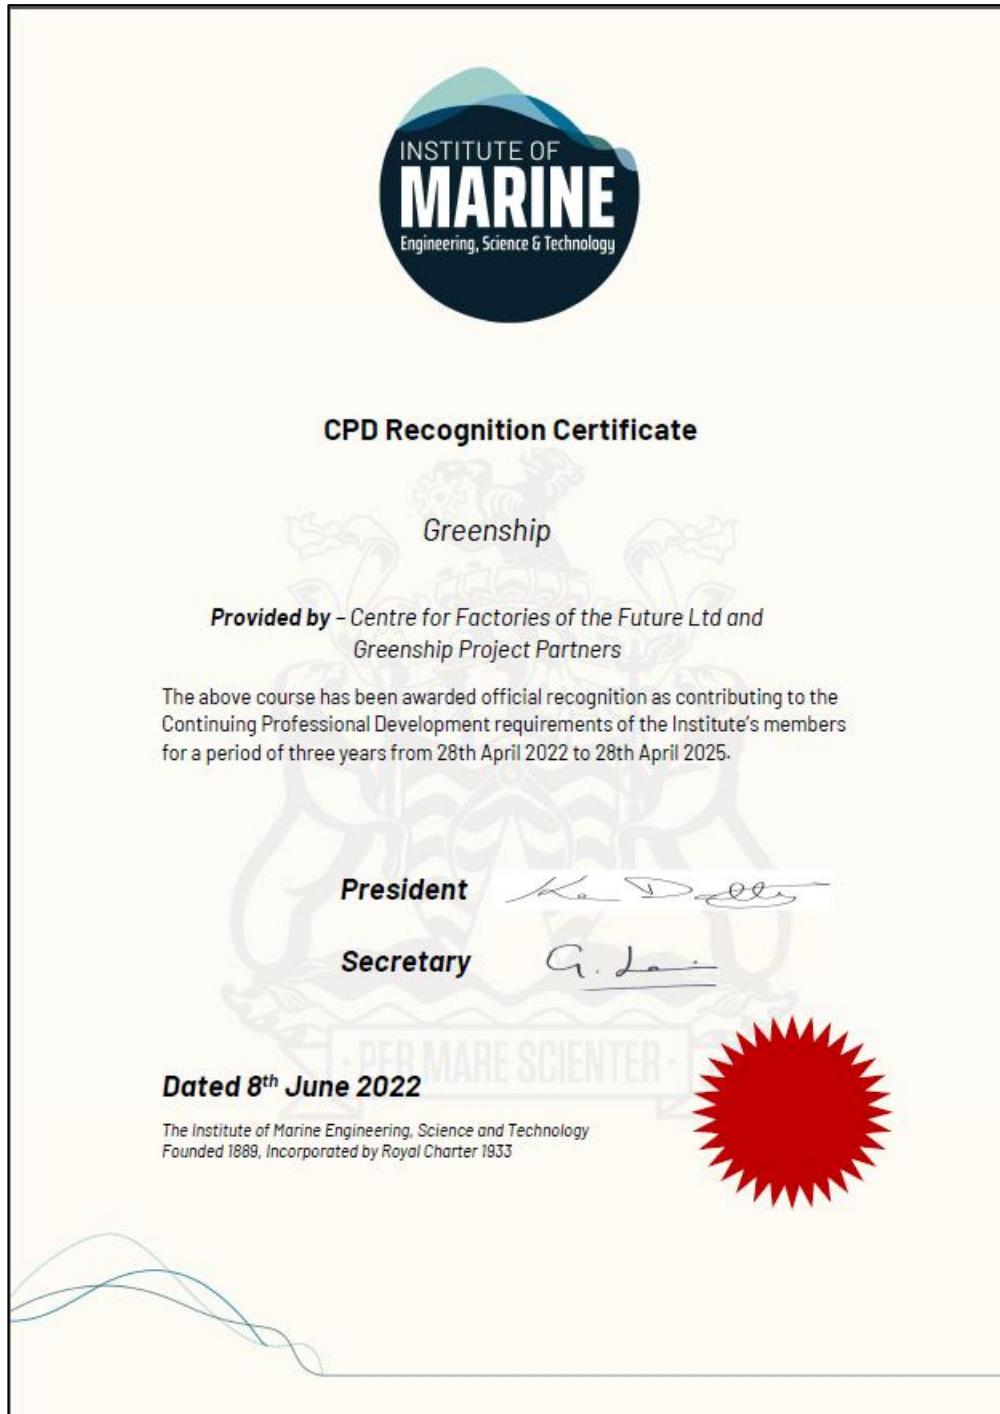 INSTITUTE OF
MARINE
Engineering, Science & Technology
CPD Recognition Certificate
Greenship
Provided by – Centre for Factories of the Future Ltd and
Greenship Project Partners
The above course has been awarded official recognition as contributing to the
Continuing Professional Development requirements of the Institute's members
for a period of three years from 28th April 2022 to 28th April 2025.
President
Secretary G. 
· PER MARE SCIENTER ·
Dated 8th June 2022
The Institute of Marine Engineering, Science and Technology
Founded 1889, Incorporated by Royal Charter 1933